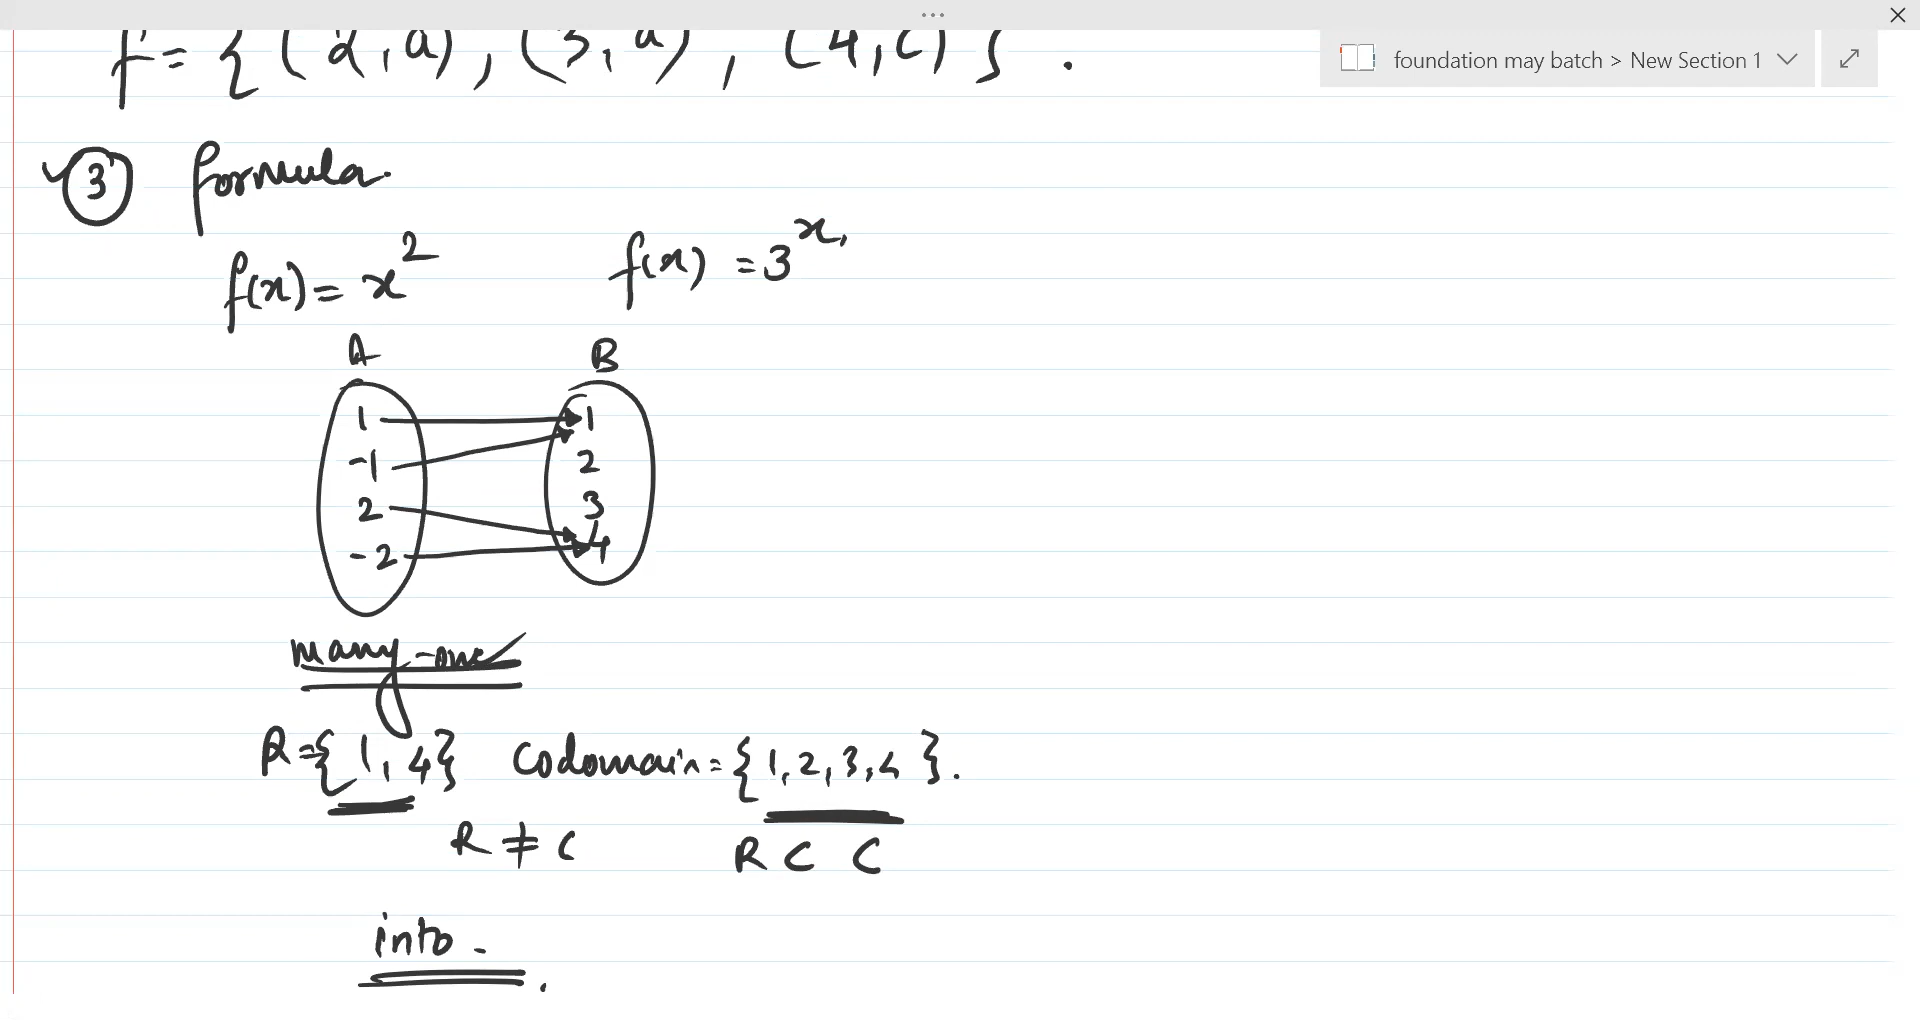 f = { (2,a), (3,a), (4,c) } .
foundation may batch > New Section 1
3 formula.
f(x) = x²   f(x) = 3ˣ,
A   B
1   1
-1   2
2   3
-2   4
many-one
R={1,4}   Codomain={1,2,3,4}.
R ≠ C   R ⊂ C
into.